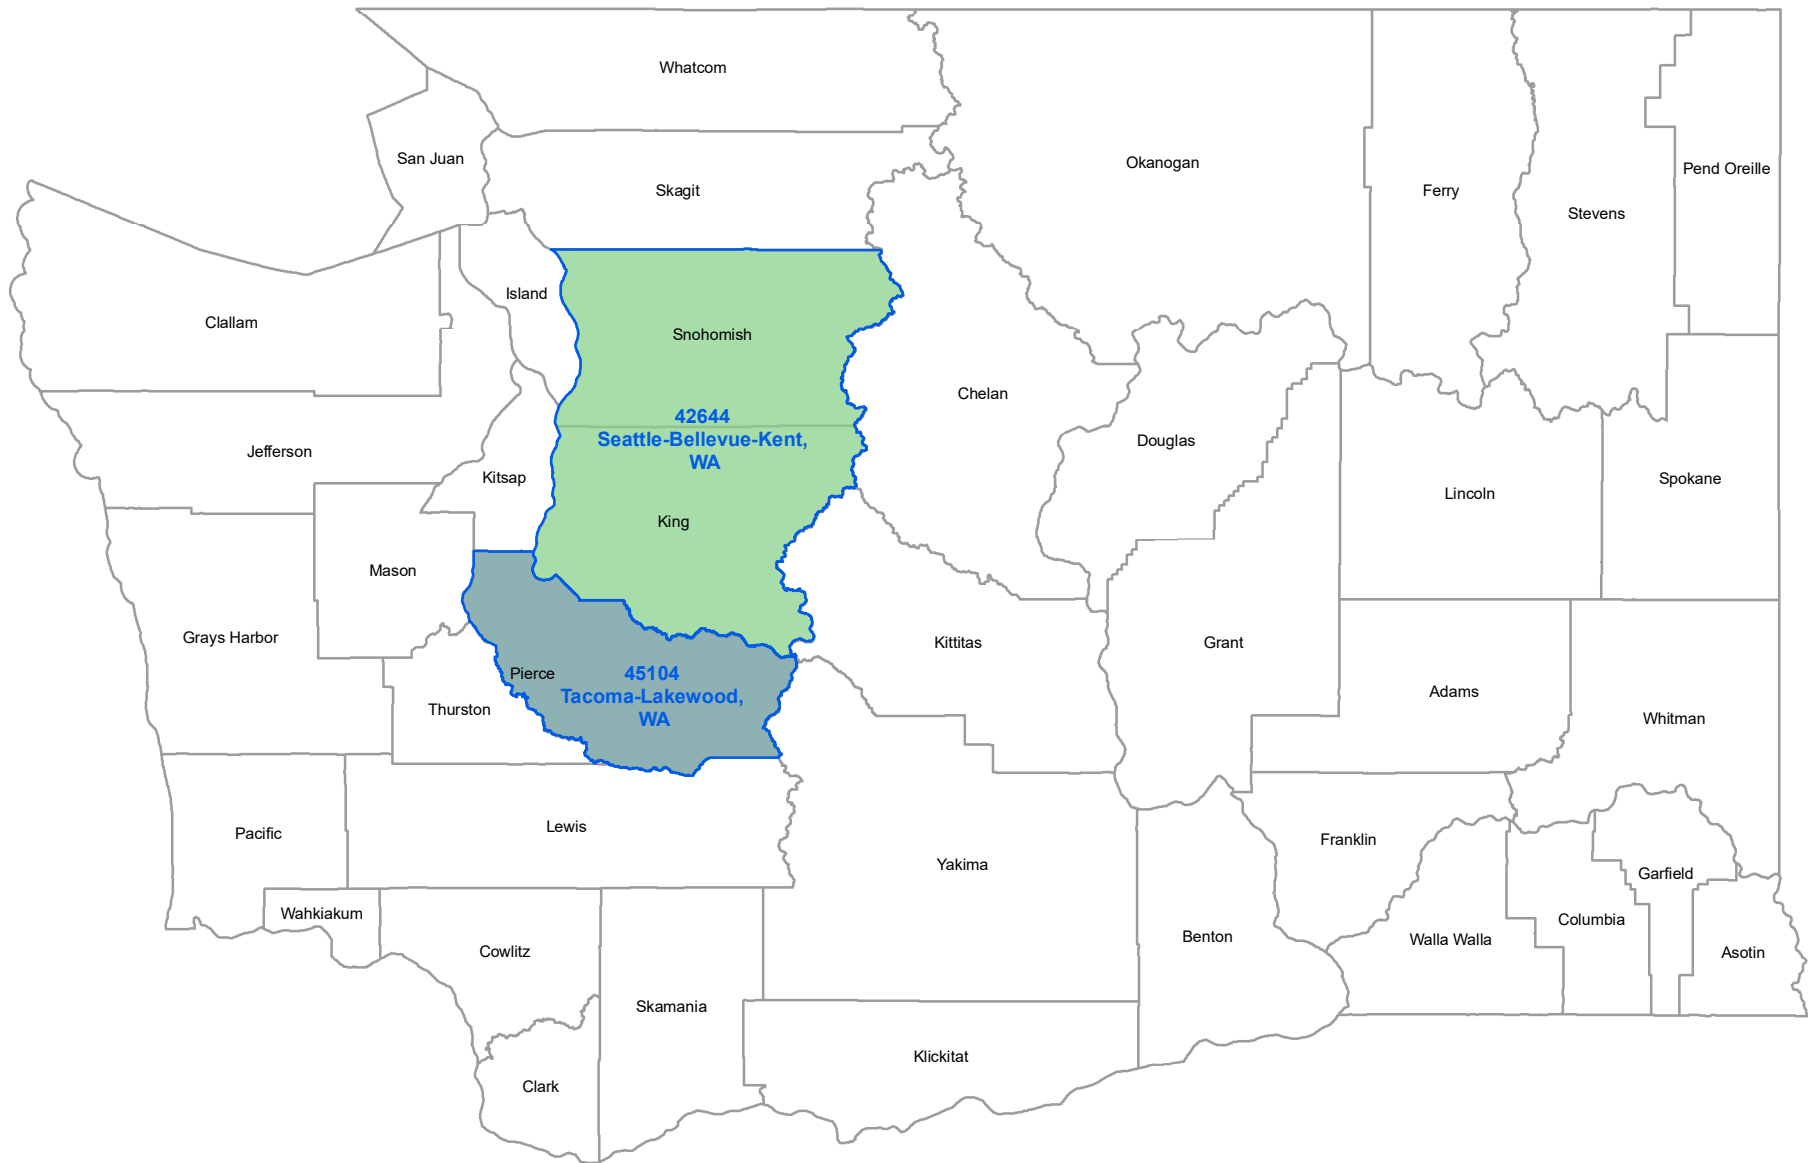 Whatcom
San Juan
Skagit
Okanogan
Ferry
Stevens
Pend Oreille
Clallam
Island
Snohomish
Chelan
Douglas
Jefferson
Kitsap
42644
Seattle-Bellevue-Kent,
WA
Lincoln
Spokane
King
Mason
Grays Harbor
Kittitas
Grant
Adams
Whitman
Thurston
Pierce
45104
Tacoma-Lakewood,
WA
Pacific
Lewis
Yakima
Franklin
Garfield
Wahkiakum
Cowlitz
Benton
Walla Walla
Columbia
Asotin
Skamania
Klickitat
Clark